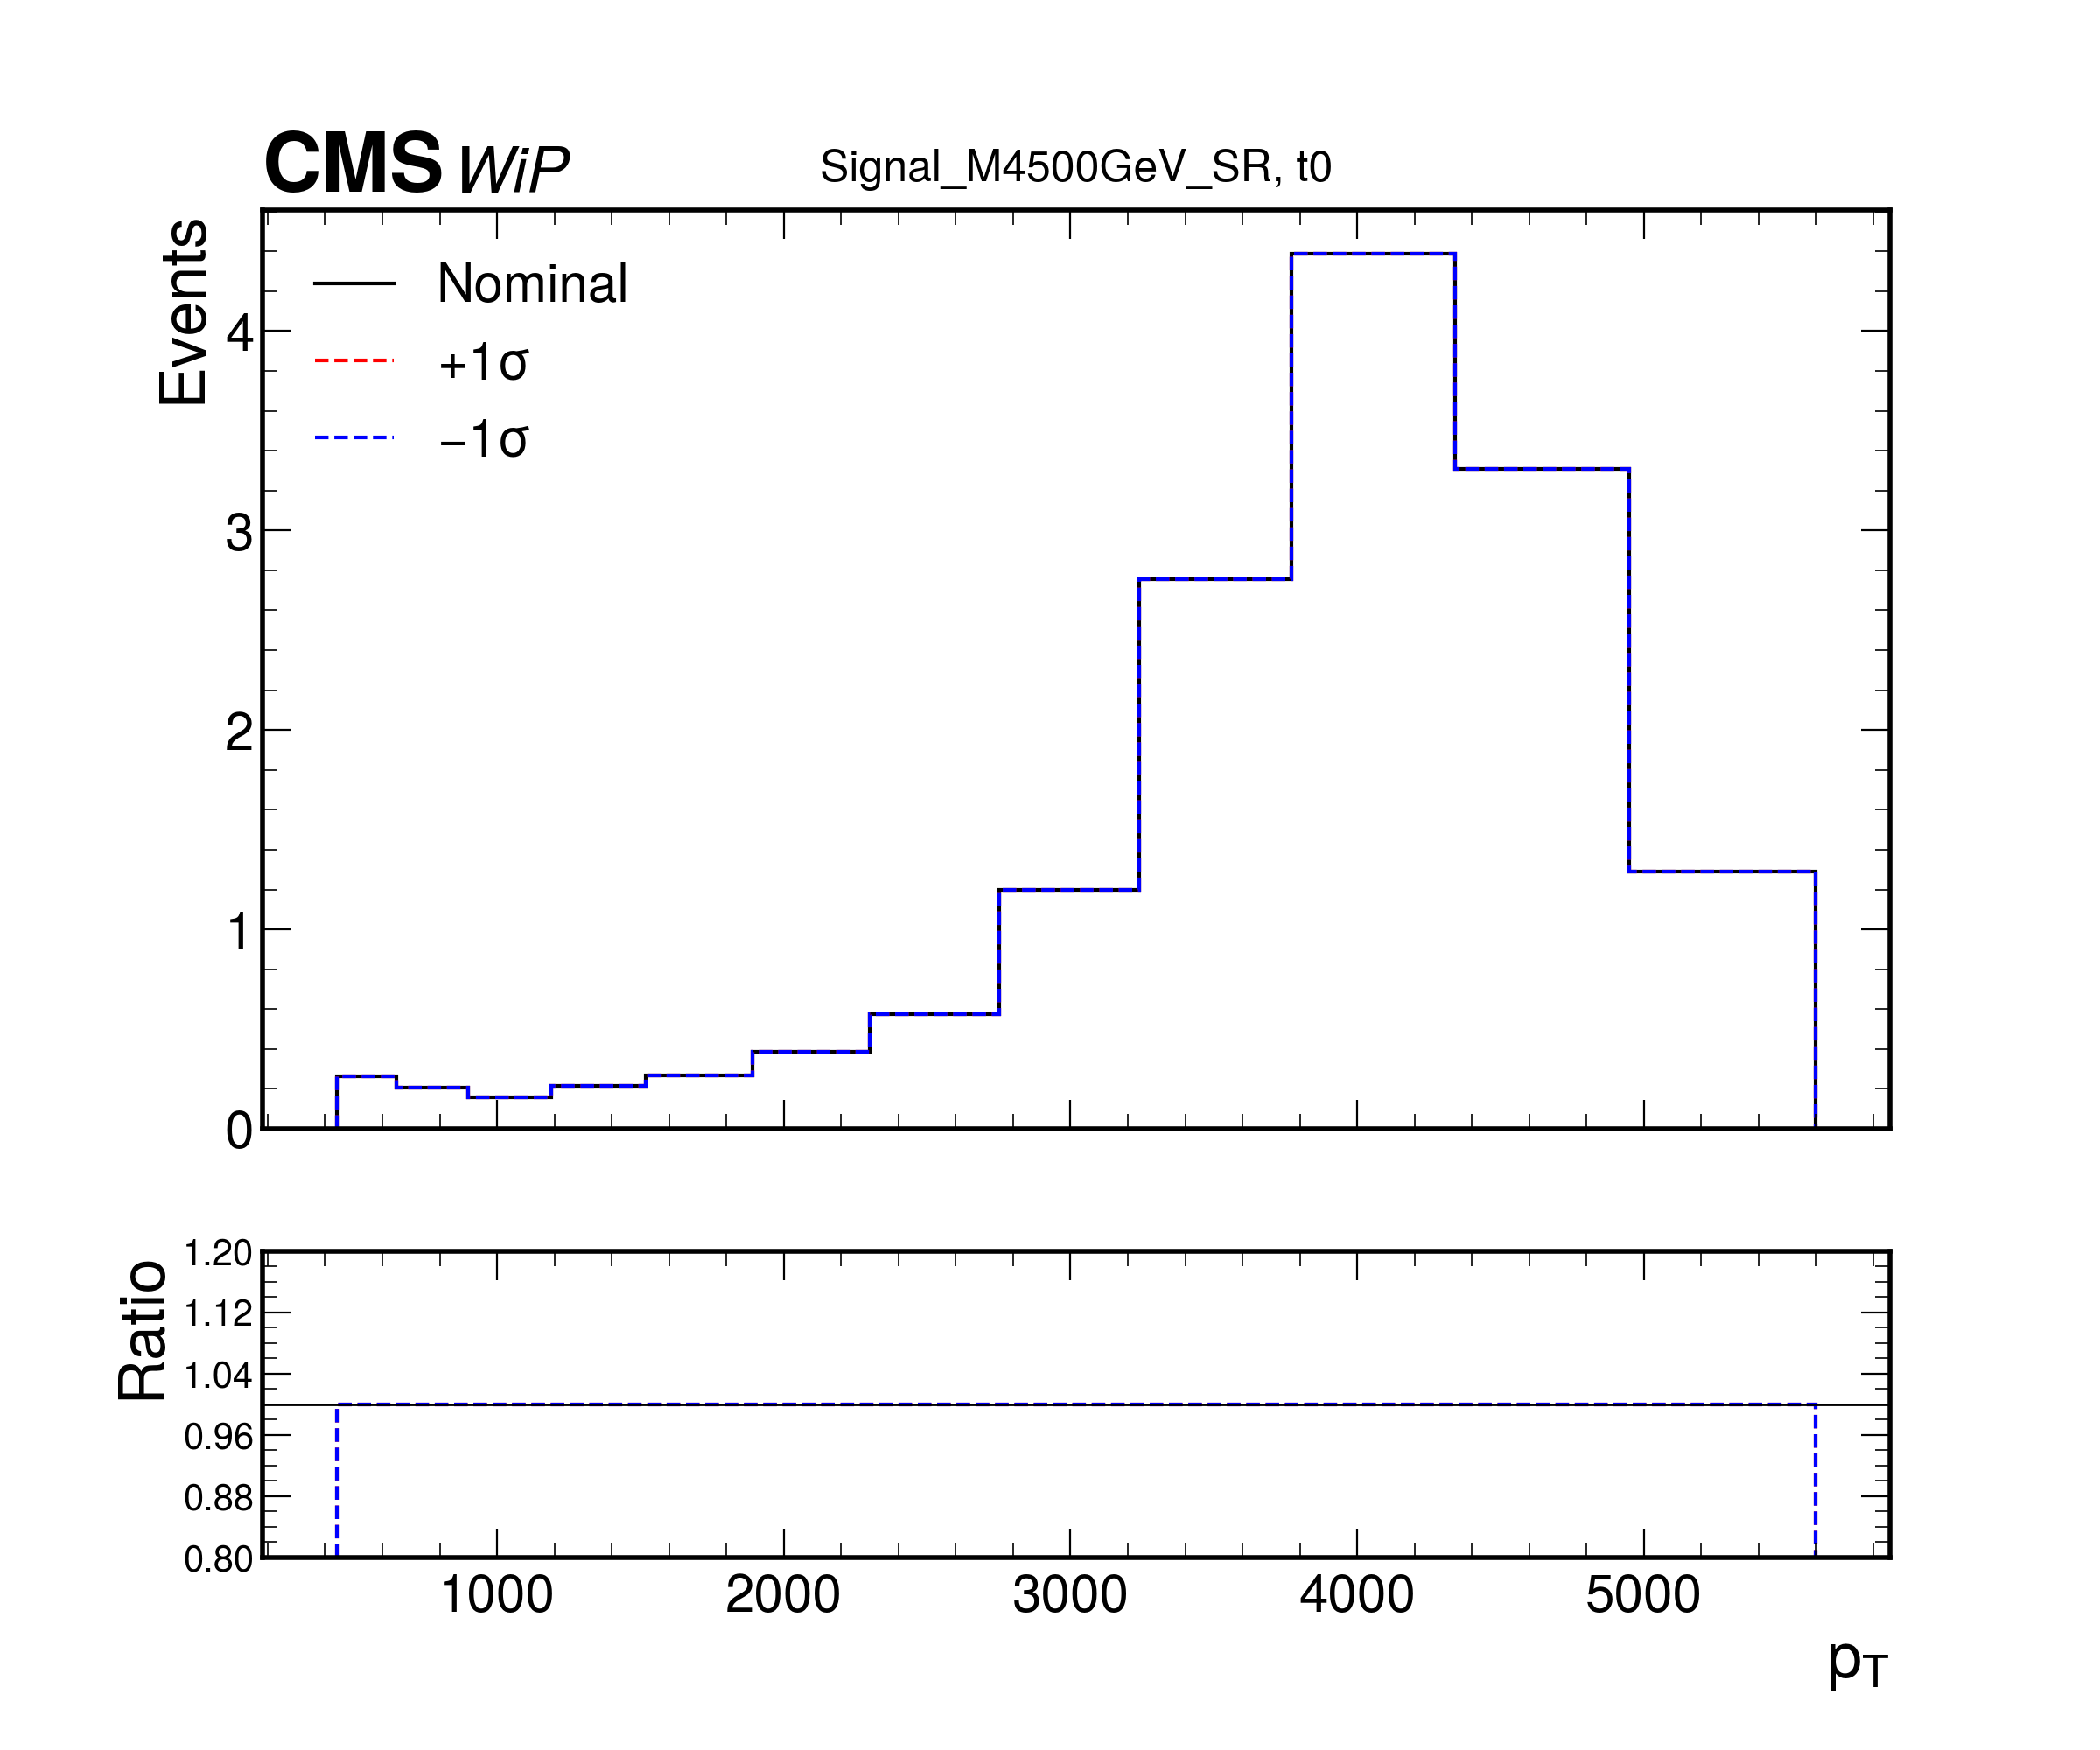 CMS WiP
Signal_M4500GeV_SR, t0
Events
Nominal
+1σ
−1σ
4
3
2
1
0
Ratio
1.20
1.12
1.04
0.96
0.88
0.80
1000 2000 3000 4000 5000
pT